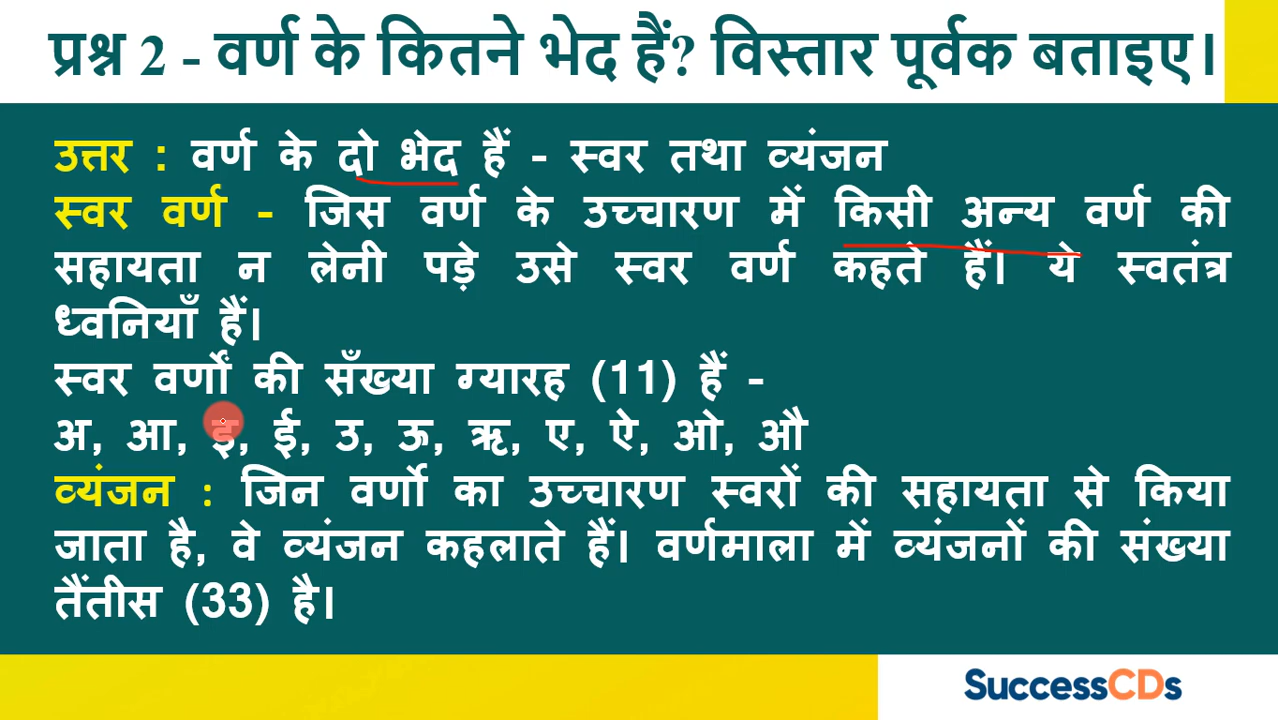 प्रश्न 2 - वर्ण के कितने भेद हैं? विस्तार पूर्वक बताइए।
उत्तर : वर्ण के दो भेद हैं - स्वर तथा व्यंजन
स्वर वर्ण - जिस वर्ण के उच्चारण में किसी अन्य वर्ण की
सहायता न लेनी पड़े उसे स्वर वर्ण कहते हैं। ये स्वतंत्र
ध्वनियाँ हैं।
स्वर वर्णों की सँख्या ग्यारह (11) हैं -
अ, आ, इ, ई, उ, ऊ, ऋ, ए, ऐ, ओ, औ
व्यंजन : जिन वर्णो का उच्चारण स्वरों की सहायता से किया
जाता है, वे व्यंजन कहलाते हैं। वर्णमाला में व्यंजनों की संख्या
तैंतीस (33) है।
SuccessCDs